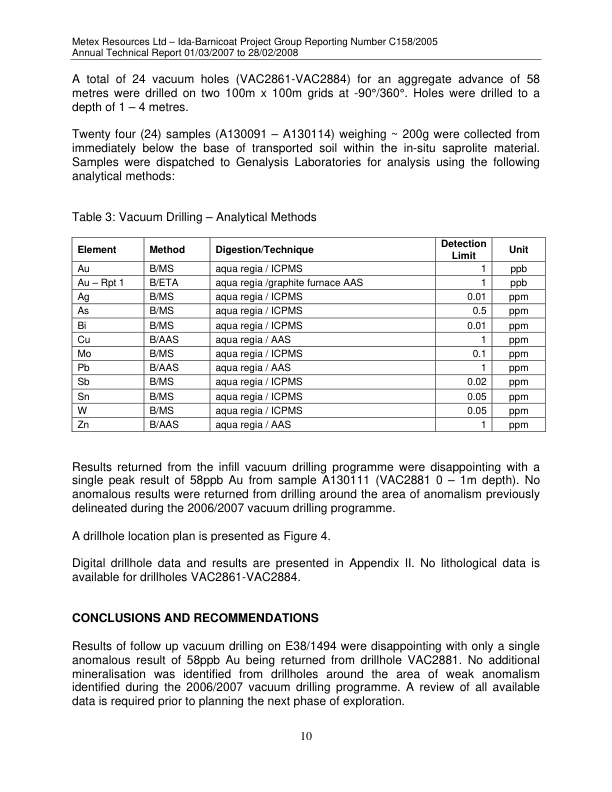 Metex Resources Ltd – Ida-Barnicoat Project Group Reporting Number C158/2005
Annual Technical Report 01/03/2007 to 28/02/2008
A total of 24 vacuum holes (VAC2861-VAC2884) for an aggregate advance of 58
metres were drilled on two 100m x 100m grids at -90°/360°. Holes were drilled to a
depth of 1 – 4 metres.
Twenty four (24) samples (A130091 – A130114) weighing ~ 200g were collected from
immediately below the base of transported soil within the in-situ saprolite material.
Samples were dispatched to Genalysis Laboratories for analysis using the following
analytical methods:
Table 3: Vacuum Drilling – Analytical Methods
Element Method Digestion/Technique Detection Limit Unit
Au B/MS aqua regia / ICPMS 1 ppb
Au – Rpt 1 B/ETA aqua regia /graphite furnace AAS 1 ppb
Ag B/MS aqua regia / ICPMS 0.01 ppm
As B/MS aqua regia / ICPMS 0.5 ppm
Bi B/MS aqua regia / ICPMS 0.01 ppm
Cu B/AAS aqua regia / AAS 1 ppm
Mo B/MS aqua regia / ICPMS 0.1 ppm
Pb B/AAS aqua regia / AAS 1 ppm
Sb B/MS aqua regia / ICPMS 0.02 ppm
Sn B/MS aqua regia / ICPMS 0.05 ppm
W B/MS aqua regia / ICPMS 0.05 ppm
Zn B/AAS aqua regia / AAS 1 ppm
Results returned from the infill vacuum drilling programme were disappointing with a
single peak result of 58ppb Au from sample A130111 (VAC2881 0 – 1m depth). No
anomalous results were returned from drilling around the area of anomalism previously
delineated during the 2006/2007 vacuum drilling programme.
A drillhole location plan is presented as Figure 4.
Digital drillhole data and results are presented in Appendix II. No lithological data is
available for drillholes VAC2861-VAC2884.
CONCLUSIONS AND RECOMMENDATIONS
Results of follow up vacuum drilling on E38/1494 were disappointing with only a single
anomalous result of 58ppb Au being returned from drillhole VAC2881. No additional
mineralisation was identified from drillholes around the area of weak anomalism
identified during the 2006/2007 vacuum drilling programme. A review of all available
data is required prior to planning the next phase of exploration.
10